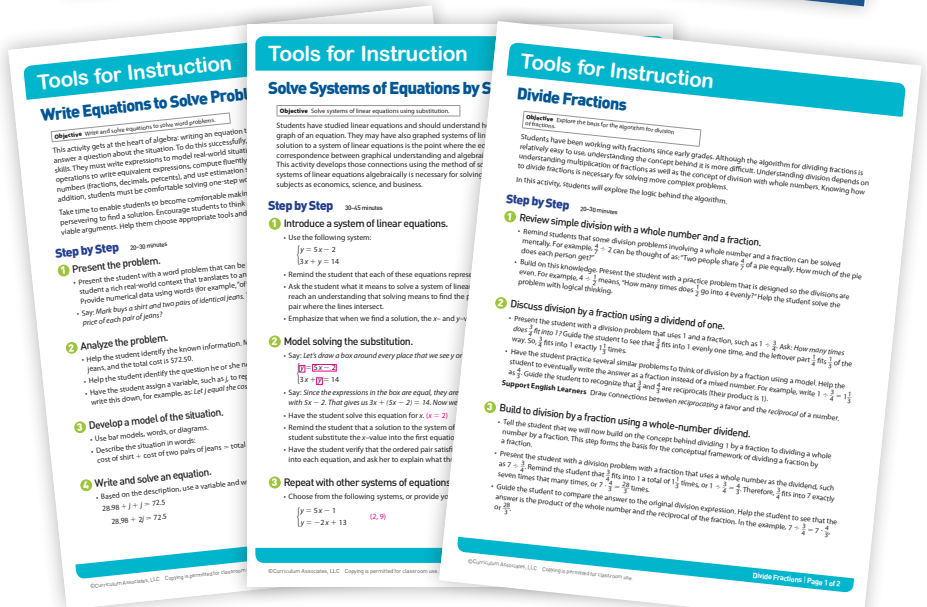 Tools for Instruction
Write Equations to Solve Probl
Objective Write and solve equations to solve word problems.
This activity gets at the heart of algebra: writing an equation t
answer a question about the situation. To do this successfully,
skills. They must write expressions to model real-world situat
operations to write equivalent expressions, compute fluently
numbers (fractions, decimals, percents), and use estimation s
addition, students must be comfortable solving one-step wo
Take time to enable students to become comfortable makin
persevering to find a solution. Encourage students to think
viable arguments. Help them choose appropriate tools and
Step by Step 20–30 minutes
1 Present the problem.
• Present the student with a word problem that can be
student a rich real-world context that translates to an
Provide numerical data using words (for example, "of
• Say: Mark buys a shirt and two pairs of identical jeans.
price of each pair of jeans?
2 Analyze the problem.
• Help the student identify the known information. M
jeans, and the total cost is $72.50.
• Help the student identify the question he or she n
• Have the student assign a variable, such as j, to rep
write this down, for example, as: Let j equal the cos
3 Develop a model of the situation.
• Use bar models, words, or diagrams.
• Describe the situation in words:
cost of shirt + cost of two pairs of jeans = total
4 Write and solve an equation.
• Based on the description, use a variable and w
28.98 + j + j = 72.5
28.98 + 2j = 72.5
©Curriculum Associates, LLC Copying is permitted for classroom
Tools for Instruction
Solve Systems of Equations by S
Objective Solve systems of linear equations using substitution.
Students have studied linear equations and should understand h
graph of an equation. They may have also graphed systems of lin
solution to a system of linear equations is the point where the eq
correspondence between graphical understanding and algebraic
This activity develops those connections using the method of so
systems of linear equations algebraically is necessary for solving
subjects as economics, science, and business.
Step by Step 30–45 minutes
1 Introduce a system of linear equations.
• Use the following system:
y = 5x − 2
3x + y = 14
• Remind the student that each of these equations represe
• Ask the student what it means to solve a system of linear
reach an understanding that solving means to find the p
pair where the lines intersect.
• Emphasize that when we find a solution, the x– and y–v
2 Model solving the substitution.
• Say: Let's draw a box around every place that we see y or
y = 5x − 2
3x + y = 14
• Say: Since the expressions in the box are equal, they are
with 5x − 2. That gives us 3x + (5x − 2) = 14. Now we
• Have the student solve this equation for x. (x = 2)
• Remind the student that a solution to the system of
student substitute the x–value into the first equation
• Have the student verify that the ordered pair satisf
into each equation, and ask her to explain what th
3 Repeat with other systems of equations
• Choose from the following systems, or provide yo
y = 5x − 1
y = −2x + 13
(2, 9)
©Curriculum Associates, LLC Copying is permitted for classroom use.
Tools for Instruction
Divide Fractions
Objective Explore the basis for the algorithm for division
of fractions.
Students have been working with fractions since early grades. Although the algorithm for dividing fractions is
relatively easy to use, understanding the concept behind it is more difficult. Understanding division depends on
understanding multiplication of fractions as well as the concept of division with whole numbers. Knowing how
to divide fractions is necessary for solving more complex problems.
In this activity, students will explore the logic behind the algorithm.
Step by Step 20–30 minutes
1 Review simple division with a whole number and a fraction.
• Remind students that some division problems involving a whole number and a fraction can be solved
mentally. For example, 4/7 ÷ 2 can be thought of as: "Two people share 4/7 of a pie equally. How much of the pie
does each person get?"
• Build on this knowledge. Present the student with a practice problem that is designed so the divisions are
even. For example, 4 ÷ 1/2 means, "How many times does 1/2 go into 4 evenly?" Help the student solve the
problem with logical thinking.
2 Discuss division by a fraction using a dividend of one.
• Present the student with a division problem that uses 1 and a fraction, such as 1 ÷ 3/4. Ask: How many times
does 3/4 fit into 1? Guide the student to see that 3/4 fits into 1 evenly one time, and the leftover part 1/4 fits 1/3 of the
way. So, 3/4 fits into 1 exactly 1 1/3 times.
• Have the student practice several similar problems to think of division by a fraction using a model. Help the
student to eventually write the answer as a fraction instead of a mixed number. For example, write 1 ÷ 3/4 = 1 1/3
as 4/3. Guide the student to recognize that 3/4 and 4/3 are reciprocals (their product is 1).
Support English Learners Draw connections between reciprocating a favor and the reciprocal of a number.
3 Build to division by a fraction using a whole-number dividend.
• Tell the student that we will now build on the concept behind dividing 1 by a fraction to dividing a whole
number by a fraction. This step forms the basis for the conceptual framework of dividing a fraction by
a fraction.
• Present the student with a division problem with a fraction that uses a whole number as the dividend, such
as 7 ÷ 3/4. Remind the student that 3/4 fits into 1 a total of 1 1/3 times, or 1 ÷ 3/4 = 4/3. Therefore, 3/4 fits into 7 exactly
seven times that many times, or 7 · 4/3 = 28/3 times.
• Guide the student to compare the answer to the original division expression. Help the student to see that the
answer is the product of the whole number and the reciprocal of the fraction. In the example, 7 ÷ 3/4 = 7 · 4/3,
or 28/3.
©Curriculum Associates, LLC Copying is permitted for classroom use.
Divide Fractions | Page 1 of 2